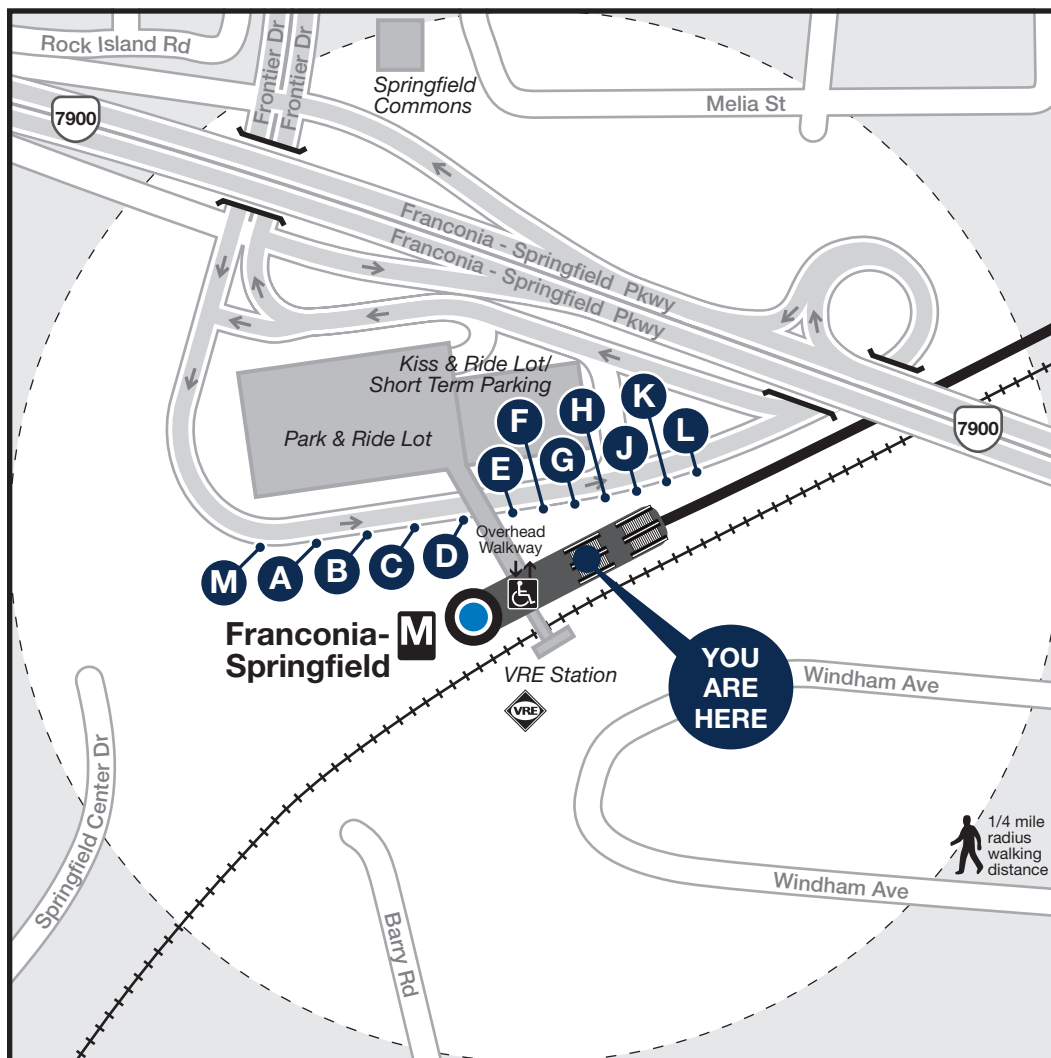 Rock Island Rd
Frontier Dr
Frontier Dr
Springfield
Commons
Melia St
7900
Franconia - Springfield Pkwy
Franconia - Springfield Pkwy
Kiss & Ride Lot/
Short Term Parking
Park & Ride Lot
7900
K
H
F
L
J
G
E
D
C
B
A
M
Overhead
Walkway
Franconia-
Springfield
M
VRE Station
VRE
YOU
ARE
HERE
Windham Ave
Springfield Center Dr
1/4 mile
radius
walking
distance
Windham Ave
Barry Rd